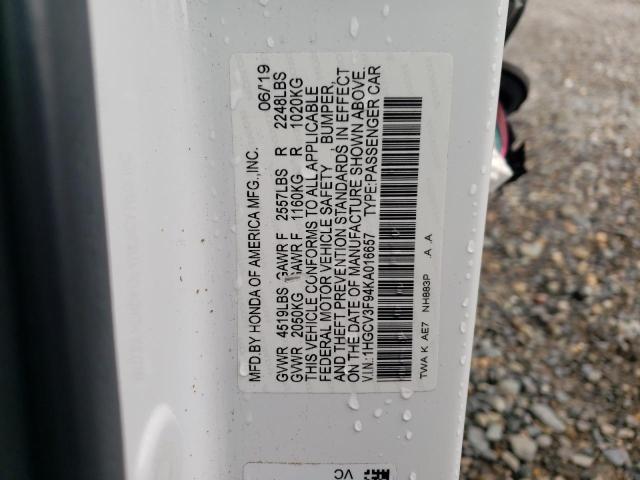 MFD.BY HONDA OF AMERICA MFG.,INC. 06/19
GVWR 4519LBS GAWR F 2557LBS R 2248LBS
GVWR 2050KG GAWR F 1160KG R 1020KG
THIS VEHICLE CONFORMS TO ALL APPLICABLE
FEDERAL MOTOR VEHICLE SAFETY, BUMPER,
AND THEFT PREVENTION STANDARDS IN EFFECT
ON THE DATE OF MANUFACTURE SHOWN ABOVE.
V.I.N.:1HGCV3F94KA016657 TYPE:PASSENGER CAR
TWA K AE7 NH883P .A .A
VC